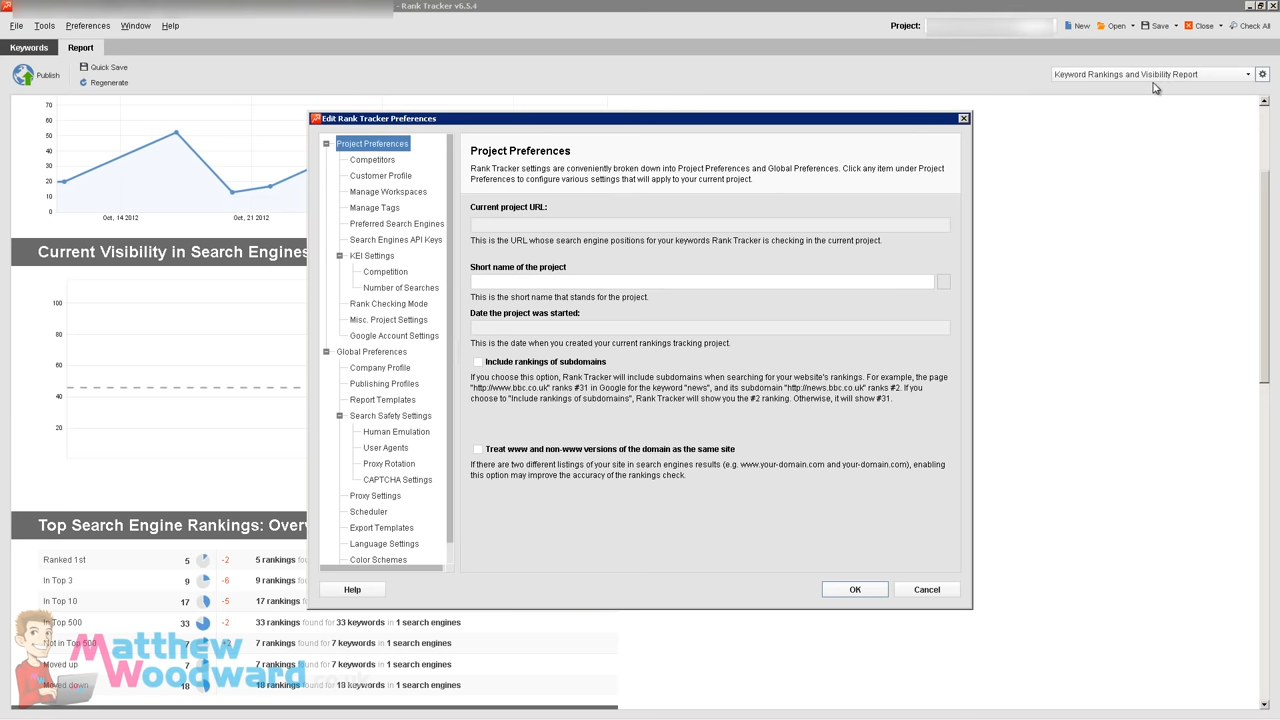 - Rank Tracker v6.5.4
File Tools Preferences Window Help
Project: New Open Save Close Check All
Keywords Report
Publish
Quick Save
Regenerate
Keyword Rankings and Visibility Report
70
60
50
40
30
20
10
0
Oct, 14 2012 Oct, 21 2012
Current Visibility in Search Engines
100
80
60
40
20
Top Search Engine Rankings: Over
Ranked 1st 5 -2 5 rankings fou
In Top 3 9 -6 9 rankings fou
In Top 10 17 -5 17 rankings fo
In Top 500 33 -2 33 rankings found for 33 keywords in 1 search engines
Not in Top 500 7 +2 7 rankings found for 7 keywords in 1 search engines
Moved up 7 7 rankings found for 7 keywords in 1 search engines
Moved down 18 18 rankings found for 18 keywords in 1 search engines
Matthew
Woodward.co.uk
Edit Rank Tracker Preferences
Project Preferences
Competitors
Customer Profile
Manage Workspaces
Manage Tags
Preferred Search Engines
Search Engines API Keys
KEI Settings
Competition
Number of Searches
Rank Checking Mode
Misc. Project Settings
Google Account Settings
Global Preferences
Company Profile
Publishing Profiles
Report Templates
Search Safety Settings
Human Emulation
User Agents
Proxy Rotation
CAPTCHA Settings
Proxy Settings
Scheduler
Export Templates
Language Settings
Color Schemes
Project Preferences
Rank Tracker settings are conveniently broken down into Project Preferences and Global Preferences. Click any item under Project
Preferences to configure various settings that will apply to your current project.
Current project URL:
This is the URL whose search engine positions for your keywords Rank Tracker is checking in the current project.
Short name of the project
This is the short name that stands for the project.
Date the project was started:
This is the date when you created your current rankings tracking project.
Include rankings of subdomains
If you choose this option, Rank Tracker will include subdomains when searching for your website's rankings. For example, the page
"http://www.bbc.co.uk" ranks #31 in Google for the keyword "news", and its subdomain "http://news.bbc.co.uk" ranks #2. If you
choose to "Include rankings of subdomains", Rank Tracker will show you the #2 ranking. Otherwise, it will show #31.
Treat www and non-www versions of the domain as the same site
If there are two different listings of your site in search engines results (e.g. www.your-domain.com and your-domain.com), enabling
this option may improve the accuracy of the rankings check.
Help OK Cancel